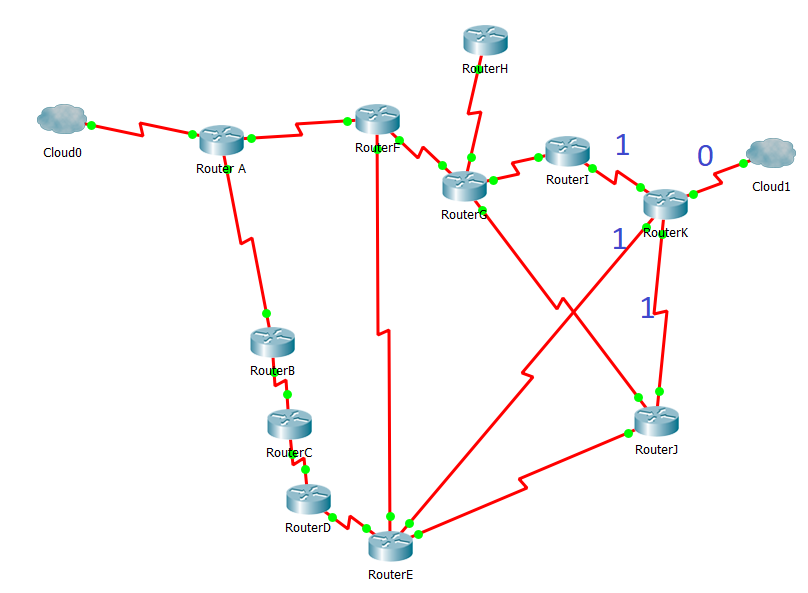 RouterH
Cloud0
Router A
RouterF
1
0
RouterI
RouterG
Cloud1
RouterK
1
1
RouterB
RouterC
RouterJ
RouterD
RouterE